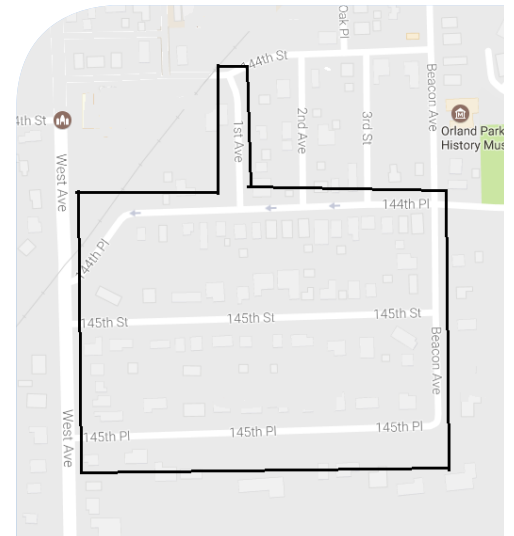 Oak Pl
144th St
4th St
1st Ave
2nd Ave
3rd St
Beacon Ave
Orland Park
History Mus
West Ave
144th Pl
144th Pl
145th St
145th St
145th St
Beacon Ave
West Ave
145th Pl
145th Pl
145th Pl